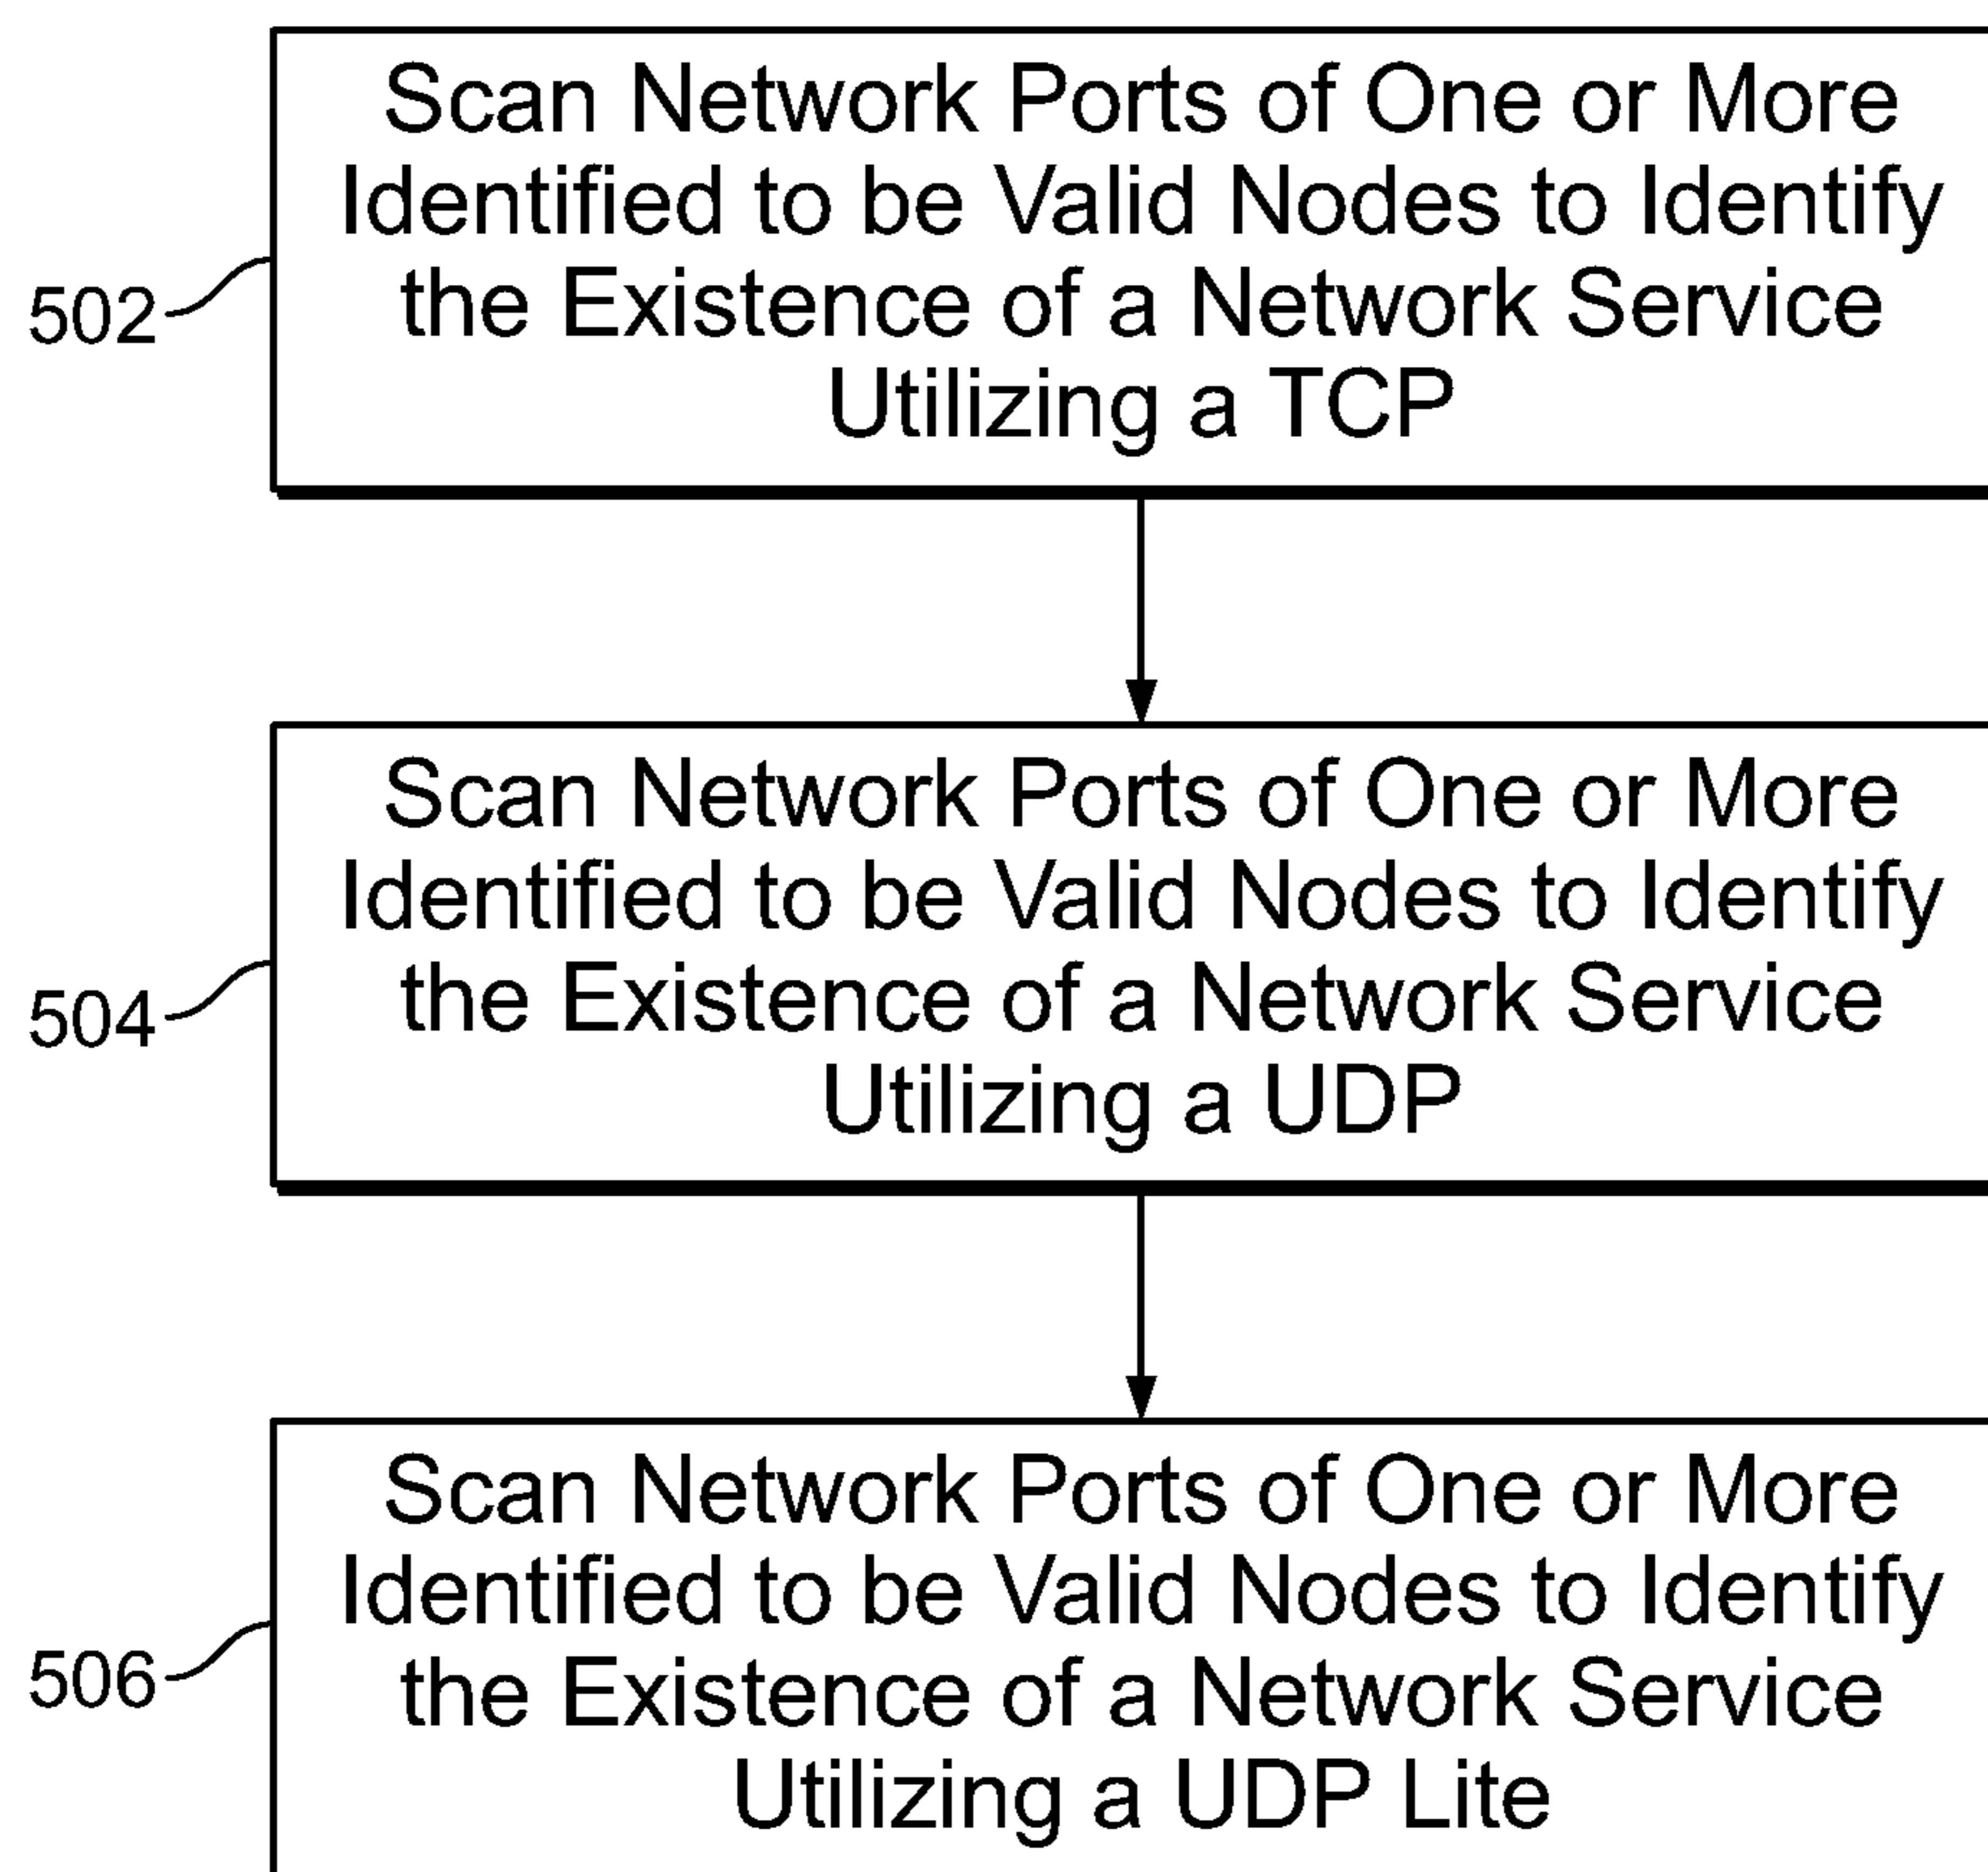 Scan Network Ports of One or More
Identified to be Valid Nodes to Identify
the Existence of a Network Service
Utilizing a TCP
502
Scan Network Ports of One or More
Identified to be Valid Nodes to Identify
the Existence of a Network Service
Utilizing a UDP
504
Scan Network Ports of One or More
Identified to be Valid Nodes to Identify
the Existence of a Network Service
Utilizing a UDP Lite
506